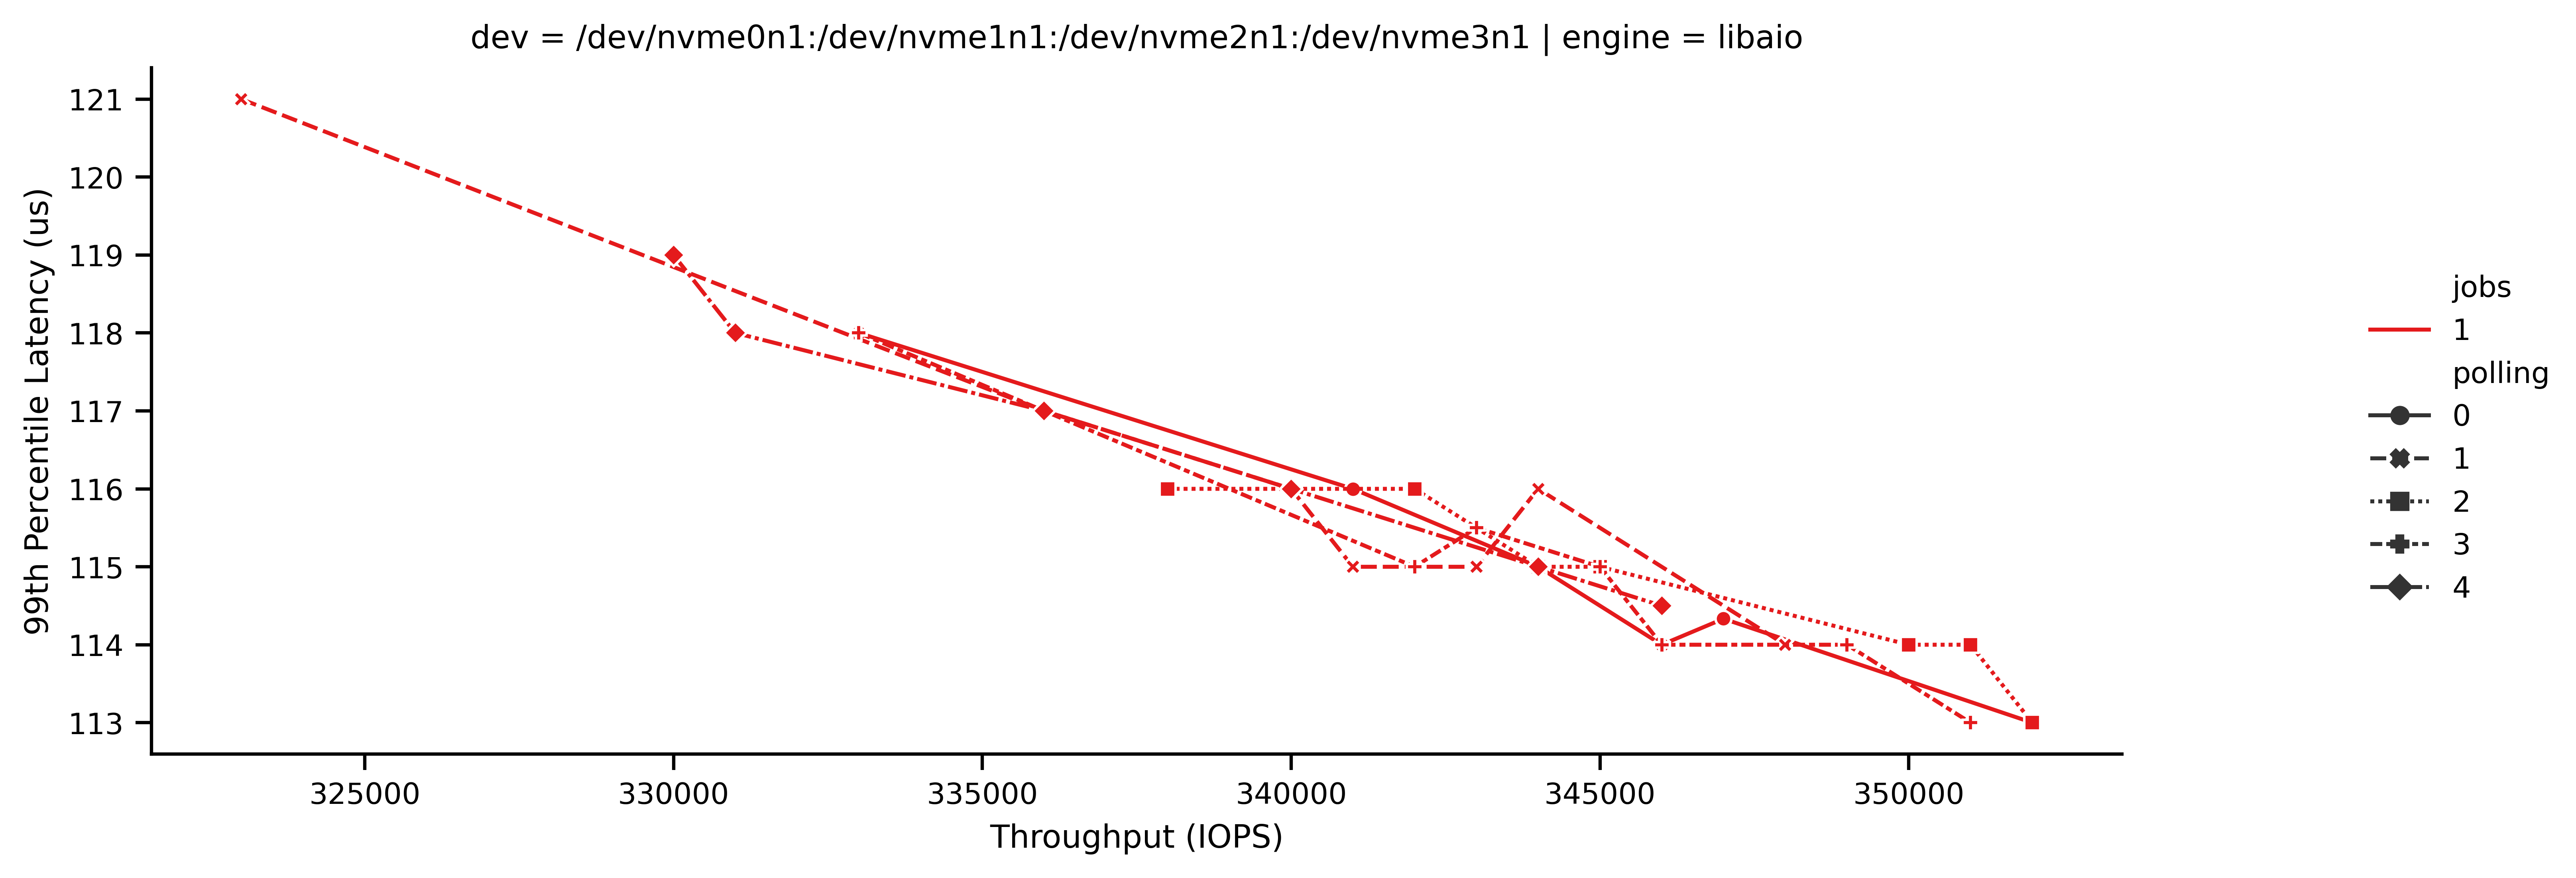 dev = /dev/nvme0n1:/dev/nvme1n1:/dev/nvme2n1:/dev/nvme3n1 | engine = libaio
99th Percentile Latency (us)
121
120
119
118
117
116
115
114
113
325000 330000 335000 340000 345000 350000
Throughput (IOPS)
jobs
1
polling
0
1
2
3
4